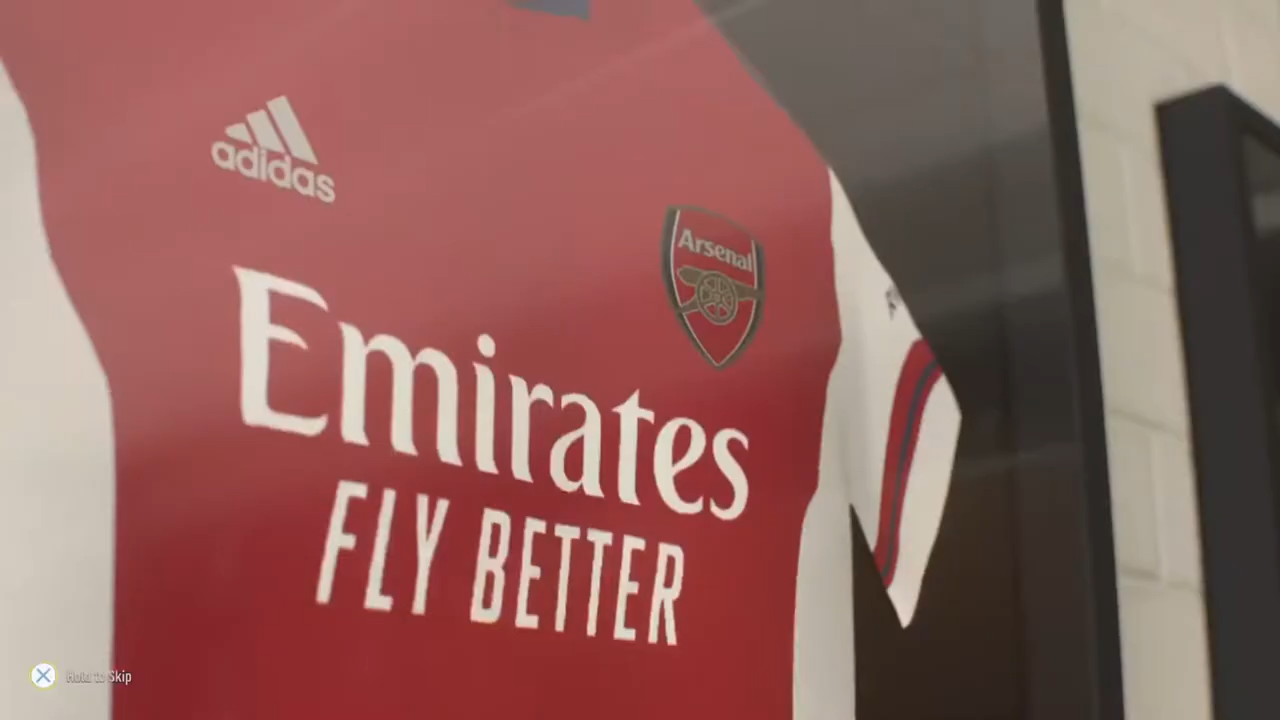 adidas
Arsenal
Emirates
FLY BETTER
Hold to Skip